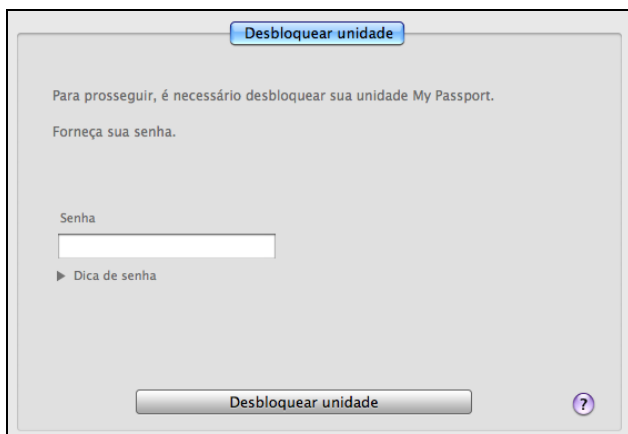 Desbloquear unidade
Para prosseguir, é necessário desbloquear sua unidade My Passport.
Forneça sua senha.
Senha
Dica de senha
Desbloquear unidade
?